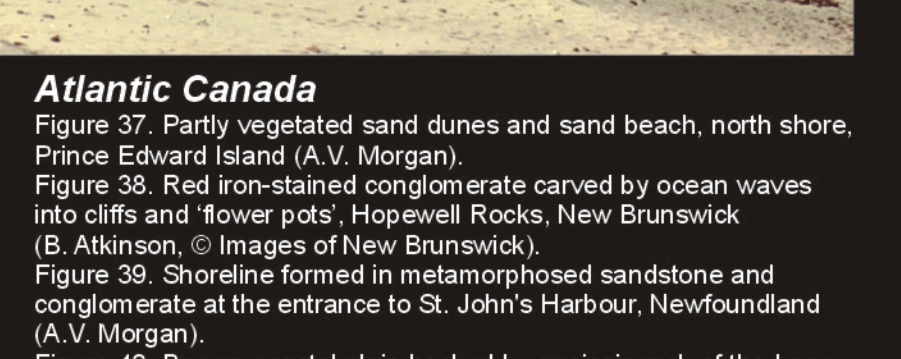 Atlantic Canada
Figure 37. Partly vegetated sand dunes and sand beach, north shore,
Prince Edward Island (A.V. Morgan).
Figure 38. Red iron-stained conglomerate carved by ocean waves
into cliffs and ‘flower pots’, Hopewell Rocks, New Brunswick
(B. Atkinson, © Images of New Brunswick).
Figure 39. Shoreline formed in metamorphosed sandstone and
conglomerate at the entrance to St. John's Harbour, Newfoundland
(A.V. Morgan).